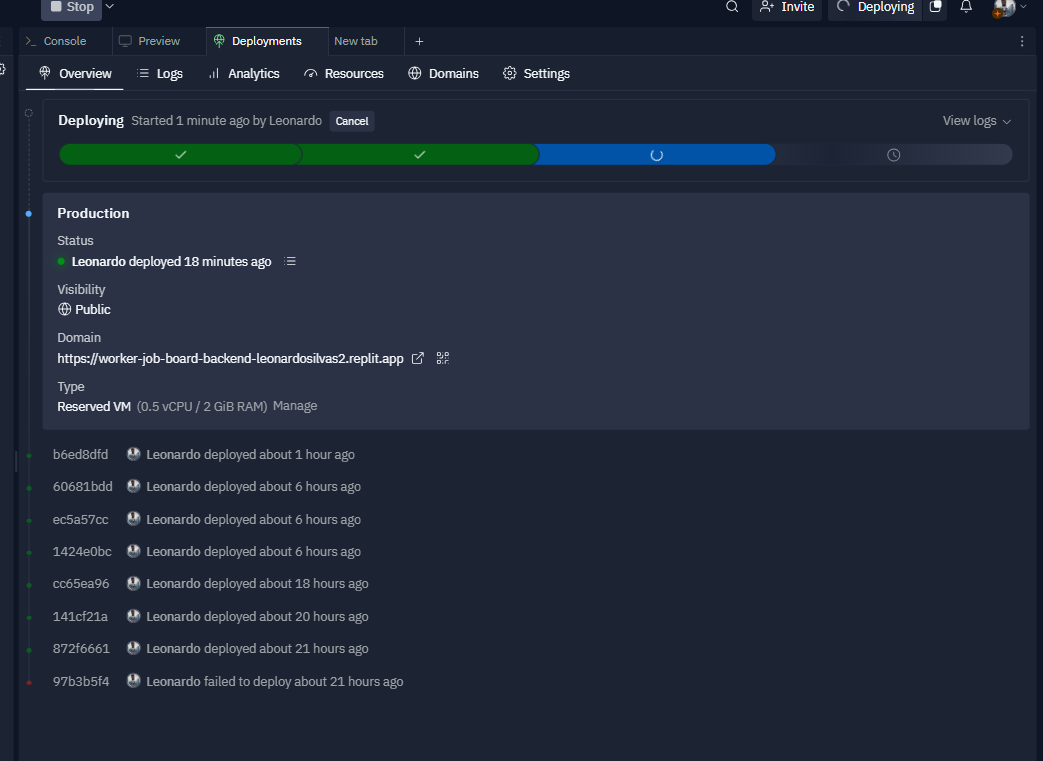 Stop
Invite
Deploying
Console
Preview
Deployments
New tab
Overview
Logs
Analytics
Resources
Domains
Settings
Deploying Started 1 minute ago by Leonardo Cancel
View logs
Production
Status
Leonardo deployed 18 minutes ago
Visibility
Public
Domain
https://worker-job-board-backend-leonardosilvas2.replit.app
Type
Reserved VM (0.5 vCPU / 2 GiB RAM) Manage
b6ed8dfd Leonardo deployed about 1 hour ago
60681bdd Leonardo deployed about 6 hours ago
ec5a57cc Leonardo deployed about 6 hours ago
1424e0bc Leonardo deployed about 6 hours ago
cc65ea96 Leonardo deployed about 18 hours ago
141cf21a Leonardo deployed about 20 hours ago
872f6661 Leonardo deployed about 21 hours ago
97b3b5f4 Leonardo failed to deploy about 21 hours ago